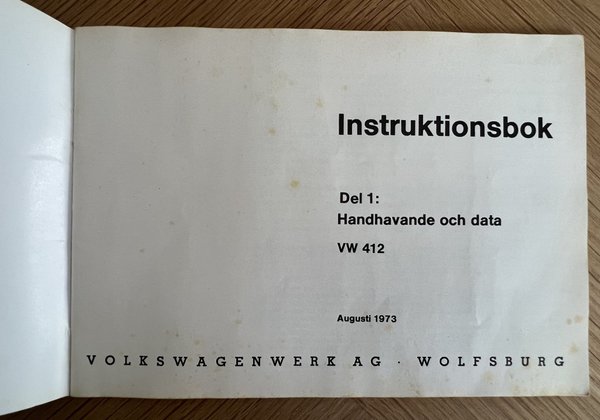 Instruktionsbok
Del 1:
Handhavande och data
VW 412
Augusti 1973
VOLKSWAGENWERK AG · WOLFSBURG